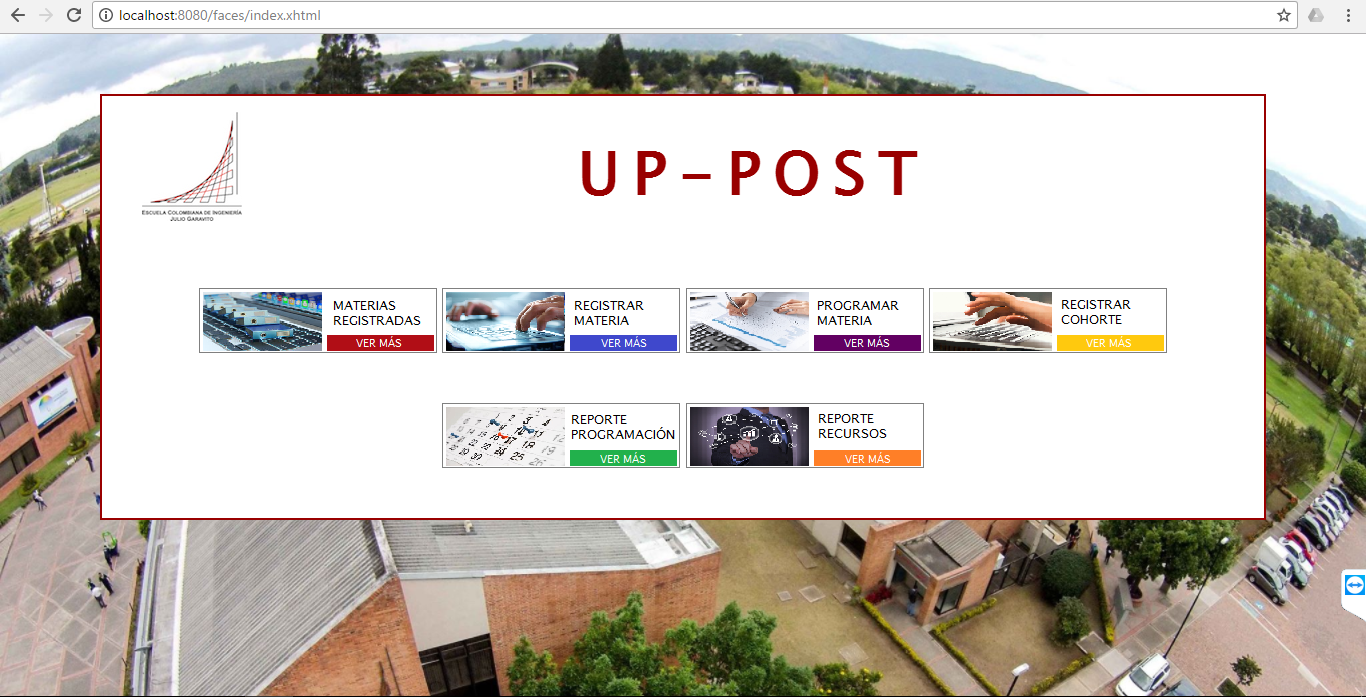 localhost:8080/faces/index.xhtml
ESCUELA COLOMBIANA DE INGENIERÍA
JULIO GARAVITO
UP-POST
MATERIAS
REGISTRADAS
VER MÁS
REGISTRAR
MATERIA
VER MÁS
PROGRAMAR
MATERIA
VER MÁS
REGISTRAR
COHORTE
VER MÁS
REPORTE
PROGRAMACIÓN
VER MÁS
REPORTE
RECURSOS
VER MÁS